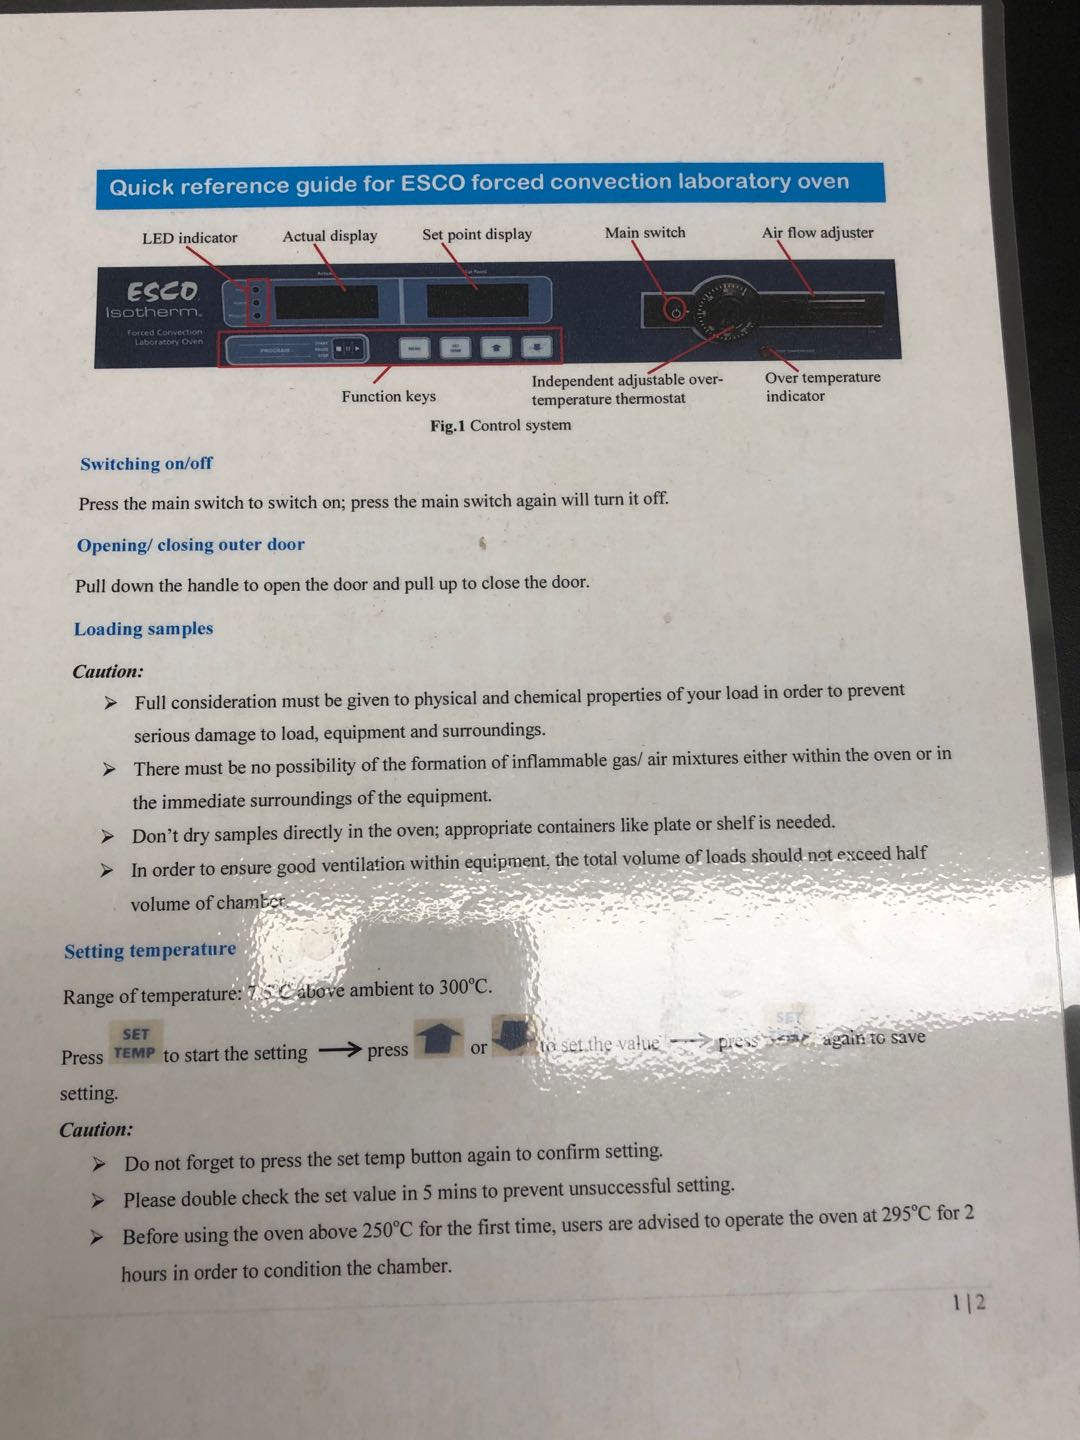 Quick reference guide for ESCO forced convection laboratory oven
LED indicator Actual display Set point display Main switch Air flow adjuster
ESCO
Isotherm
Forced Convection
Laboratory Oven
PROGRAM
START
STOP
MENU
SET
TEMP
Function keys
Independent adjustable over-
temperature thermostat
Over temperature
indicator
Fig.1 Control system
Switching on/off
Press the main switch to switch on; press the main switch again will turn it off.
Opening/ closing outer door
Pull down the handle to open the door and pull up to close the door.
Loading samples
Caution:
➢ Full consideration must be given to physical and chemical properties of your load in order to prevent
serious damage to load, equipment and surroundings.
➢ There must be no possibility of the formation of inflammable gas/ air mixtures either within the oven or in
the immediate surroundings of the equipment.
➢ Don't dry samples directly in the oven; appropriate containers like plate or shelf is needed.
➢ In order to ensure good ventilation within equipment, the total volume of loads should not exceed half
volume of chamber
Setting temperature
Range of temperature: 7.5°C above ambient to 300°C.
Press SET TEMP to start the setting → press or to set the value → press SET TEMP again to save
setting.
Caution:
➢ Do not forget to press the set temp button again to confirm setting.
➢ Please double check the set value in 5 mins to prevent unsuccessful setting.
➢ Before using the oven above 250°C for the first time, users are advised to operate the oven at 295°C for 2
hours in order to condition the chamber.
1|2